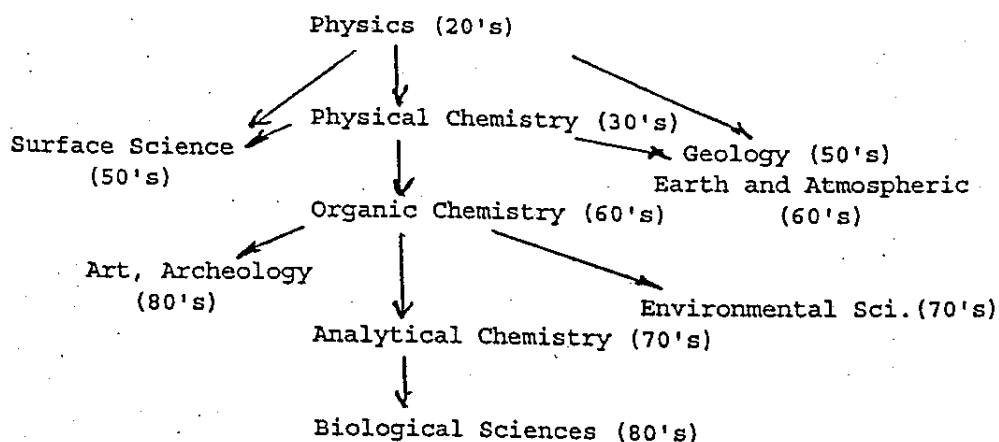 Physics (20's)
Physical Chemistry (30's)
Surface Science
(50's)
Geology (50's)
Earth and Atmospheric
(60's)
Organic Chemistry (60's)
Art, Archeology
(80's)
Environmental Sci.(70's)
Analytical Chemistry (70's)
Biological Sciences (80's)